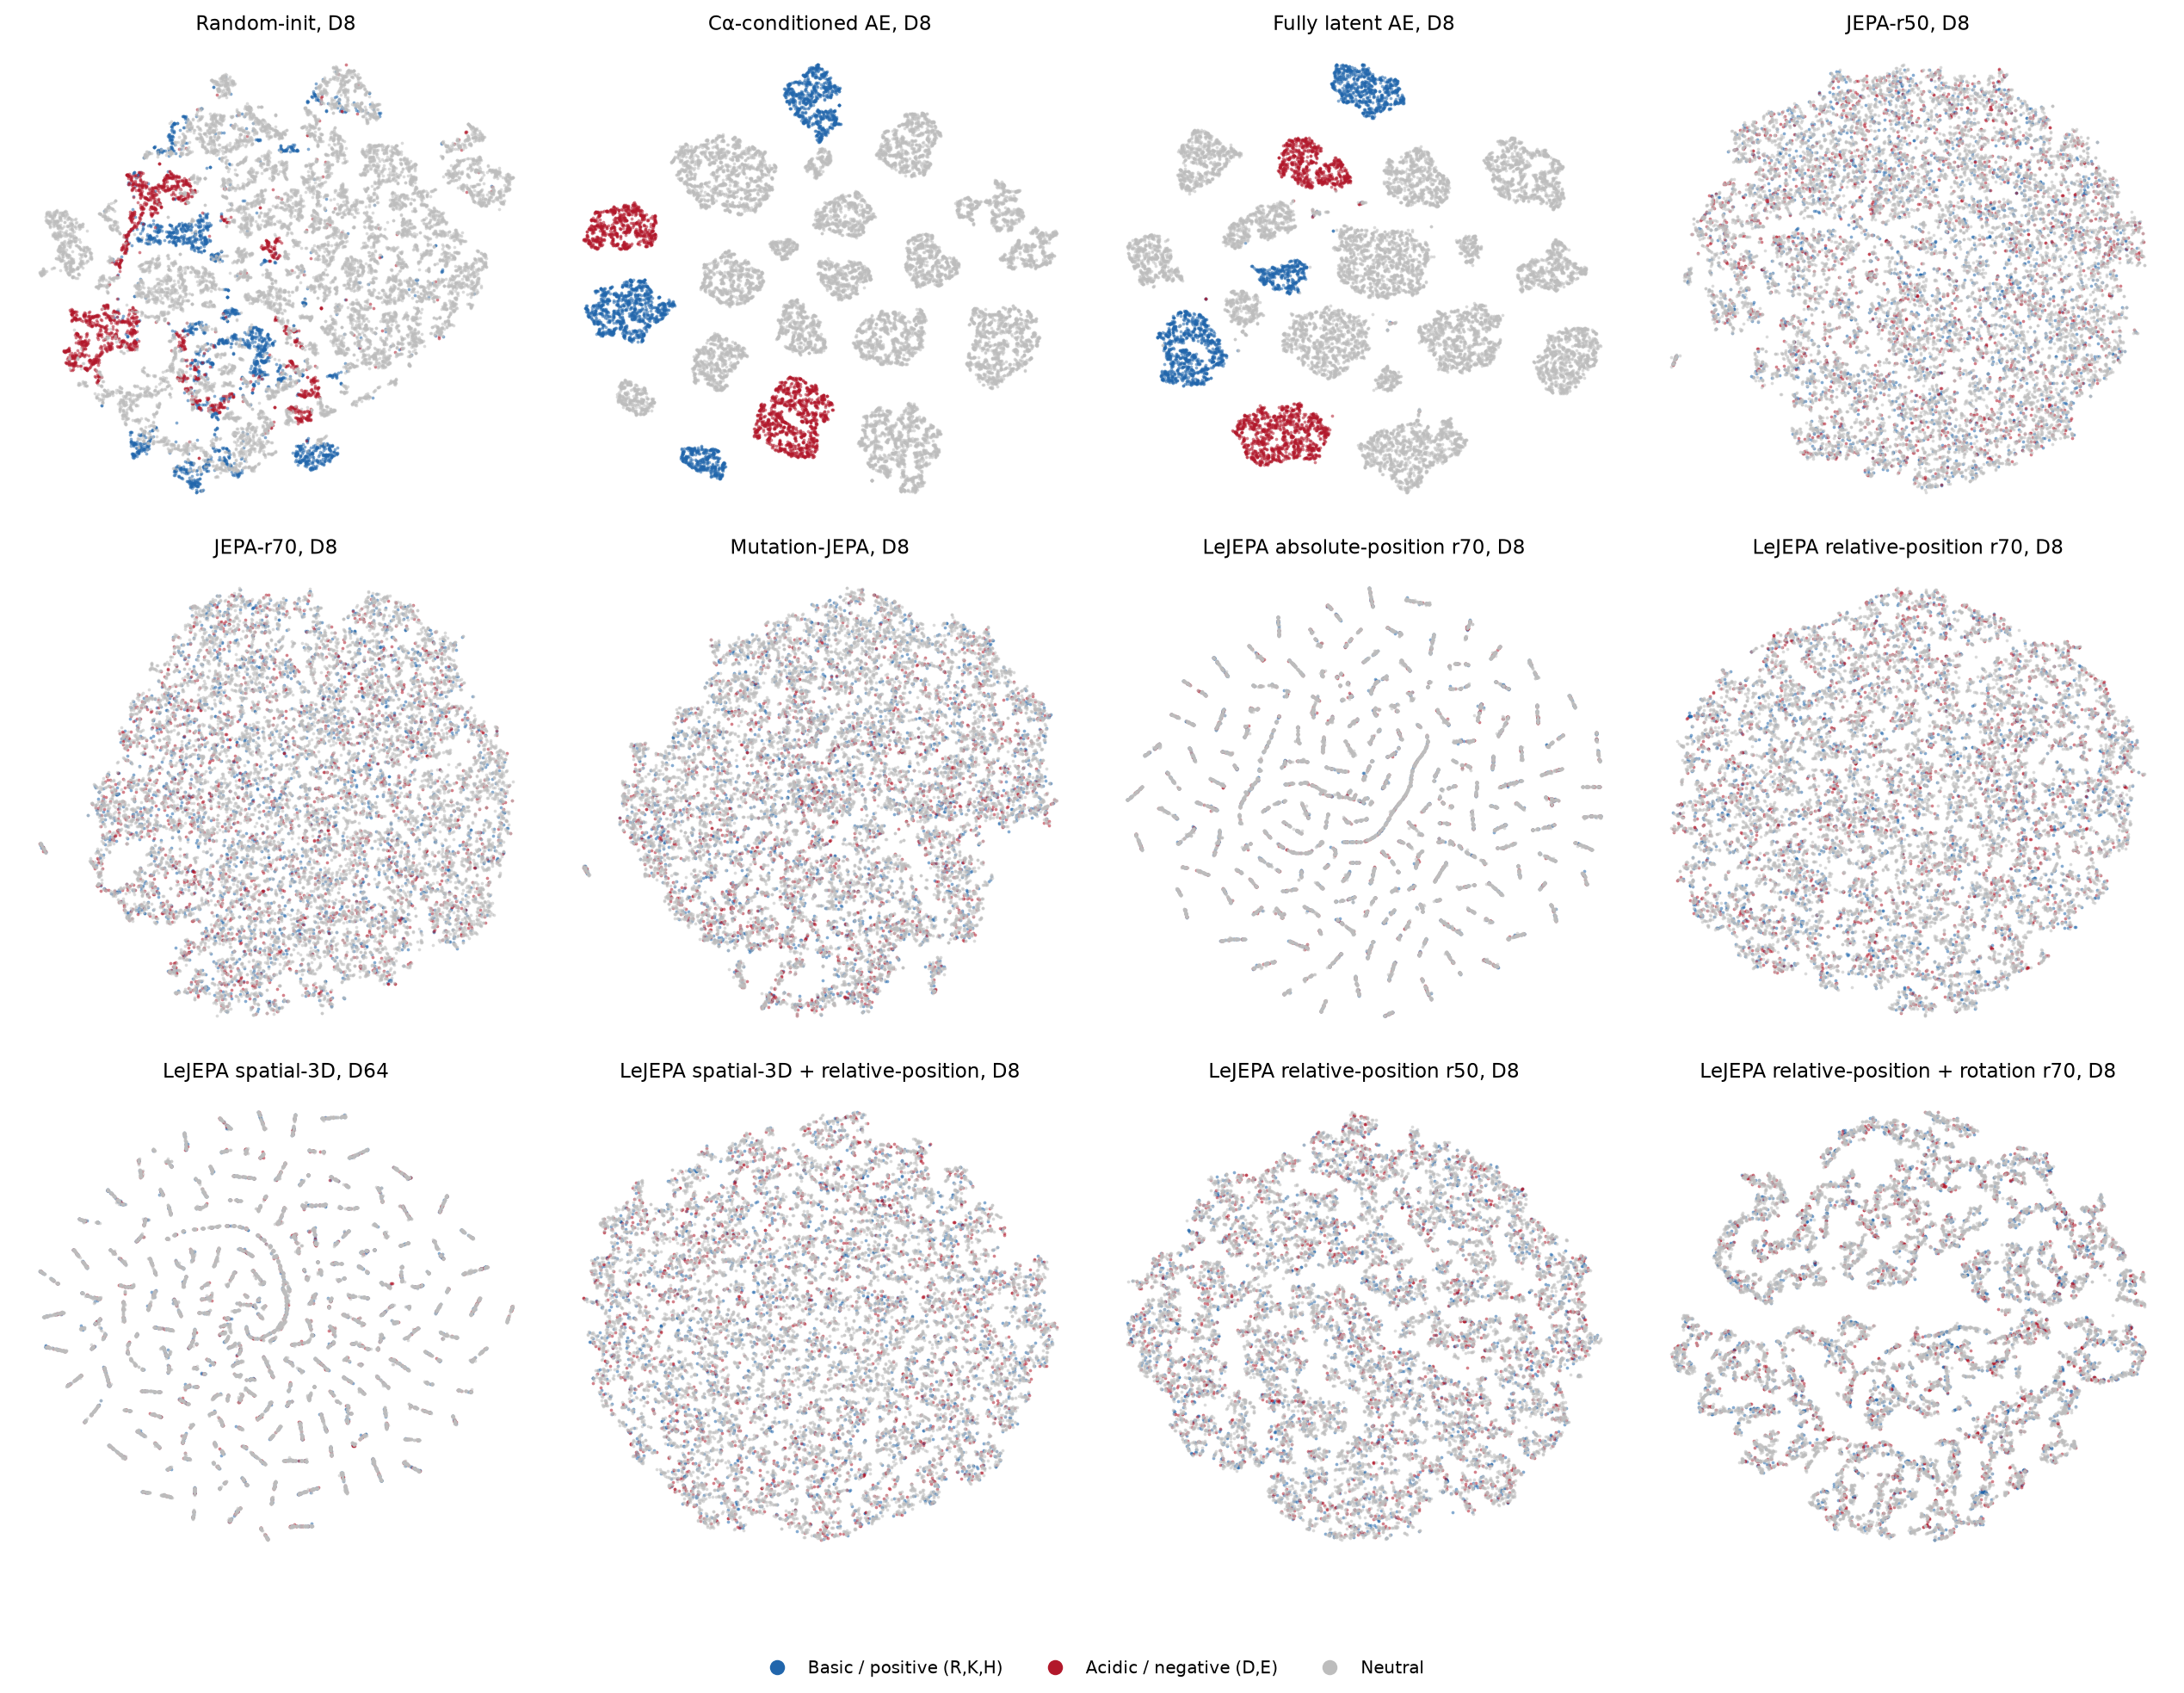 Random-init, D8
Cα-conditioned AE, D8
Fully latent AE, D8
JEPA-r50, D8
JEPA-r70, D8
Mutation-JEPA, D8
LeJEPA absolute-position r70, D8
LeJEPA relative-position r70, D8
LeJEPA spatial-3D, D64
LeJEPA spatial-3D + relative-position, D8
LeJEPA relative-position r50, D8
LeJEPA relative-position + rotation r70, D8
Basic / positive (R,K,H)
Acidic / negative (D,E)
Neutral